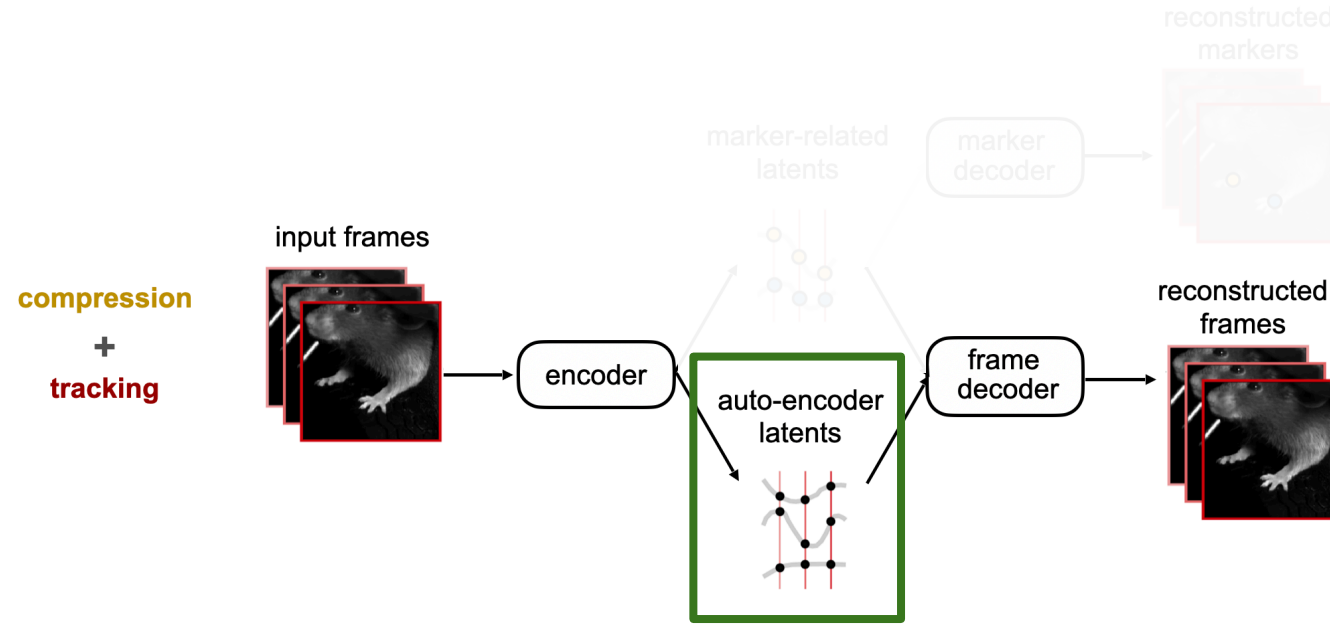 reconstructed
markers
marker-related
latents
marker
decoder
input frames
compression
+
tracking
encoder
auto-encoder
latents
frame
decoder
reconstructed
frames